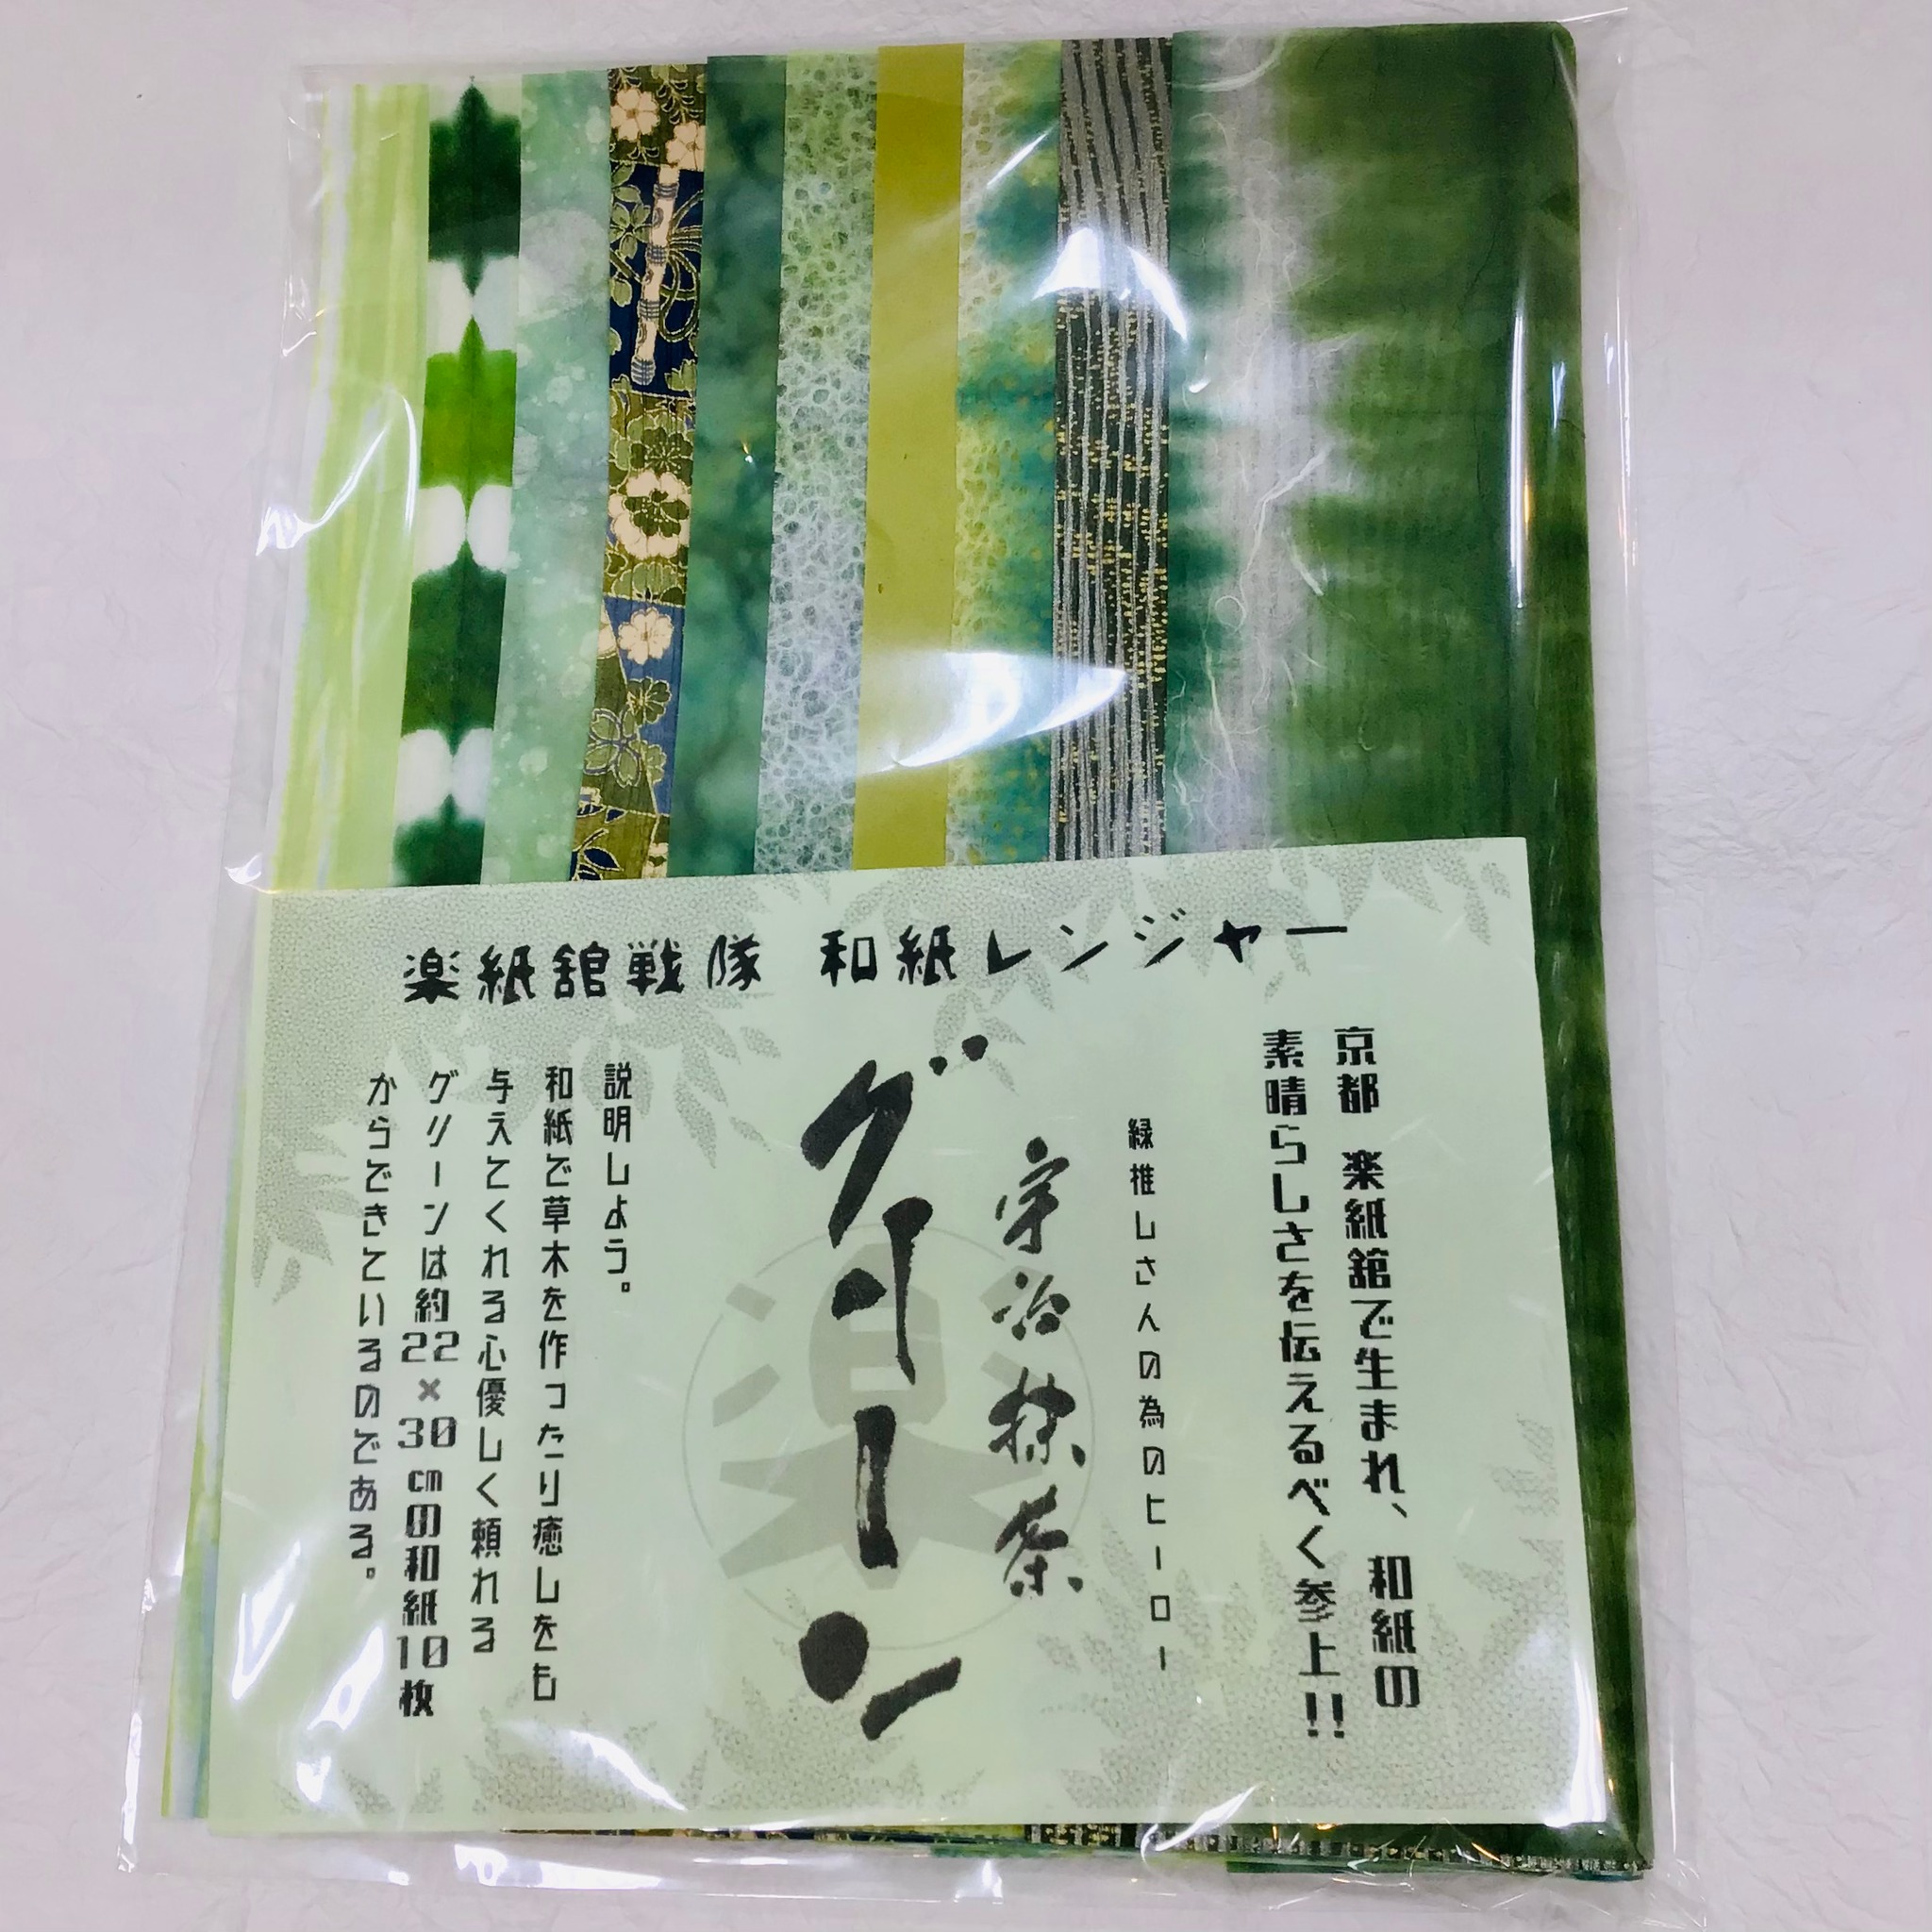 楽紙舘戦隊 和紙レンジャー
京都 楽紙舘で生まれ、和紙の
素晴らしさを伝えるべく参上!!
緑推しさんの為のヒーロー
宇治抹茶
グリーン
説明しよう。
和紙で草木を作ったり癒しをも
与えてくれる心優しく頼れる
グリーンは約22×30㎝の和紙10枚
からできているのである。
楽